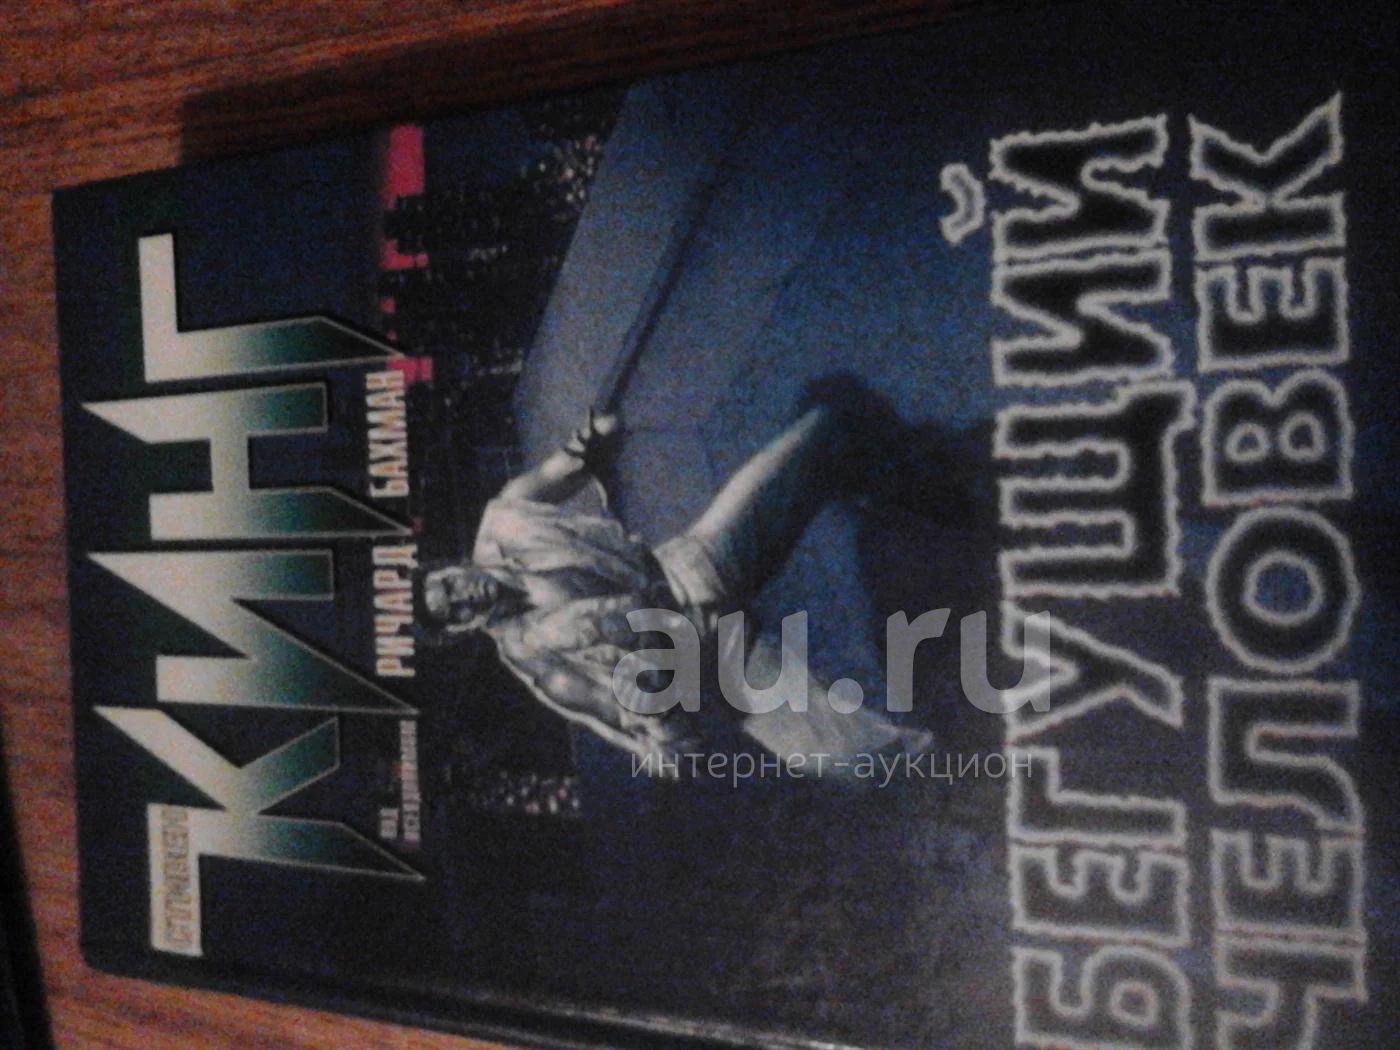 СТИВЕН
КИНГ
ПОД
ПСЕВДОНИМОМ
РИЧАРД БАХМАН
БЕГУЩИЙ
ЧЕЛОВЕК
au.ru
интернет-аукцион